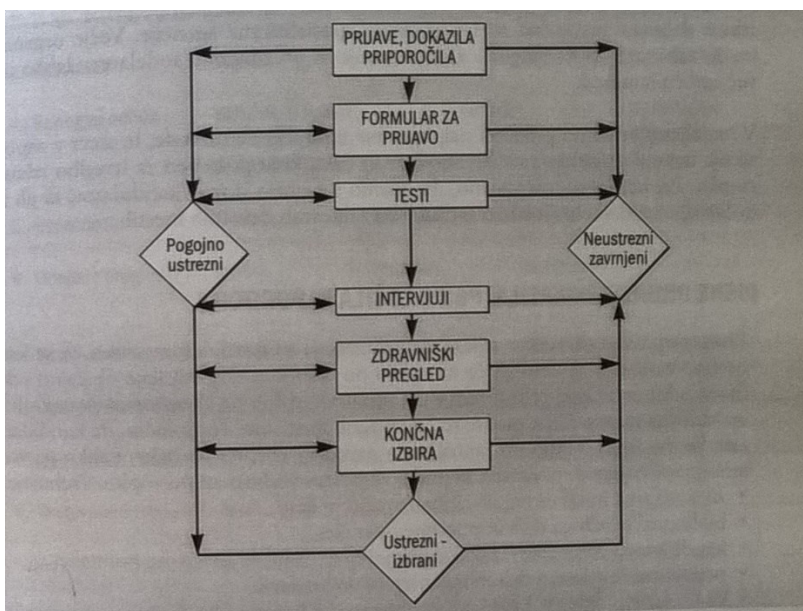 PRIJAVE, DOKAZILA
PRIPOROČILA
FORMULAR ZA
PRIJAVO
TESTI
Pogojno
ustrezni
Neustrezni
zavrnjeni
INTERVJUJI
ZDRAVNIŠKI
PREGLED
KONČNA
IZBIRA
Ustrezni -
izbrani